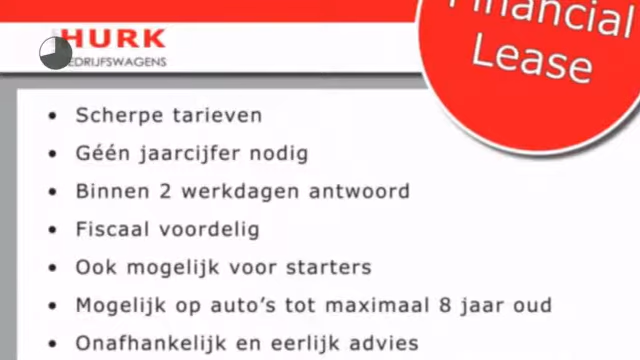 Financial
Lease
HURK
BEDRIJFSWAGENS
• Scherpe tarieven
• Géén jaarcijfer nodig
• Binnen 2 werkdagen antwoord
• Fiscaal voordelig
• Ook mogelijk voor starters
• Mogelijk op auto's tot maximaal 8 jaar oud
• Onafhankelijk en eerlijk advies